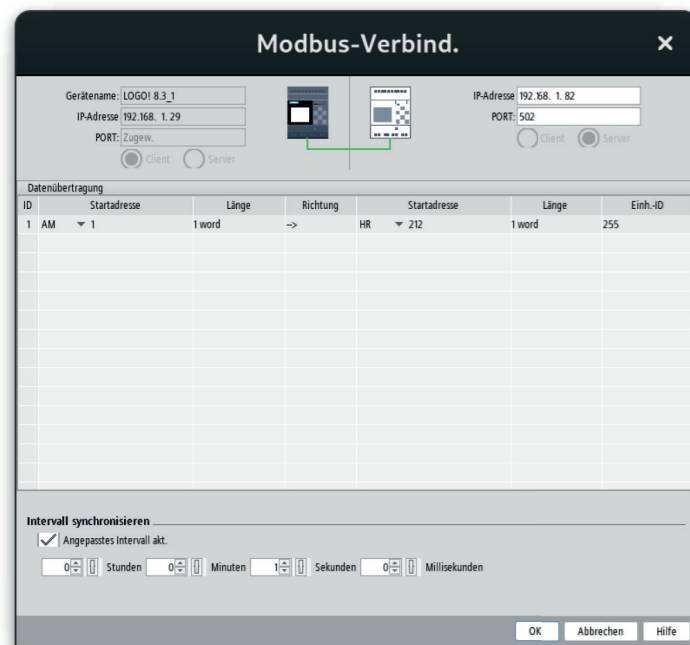 Modbus-Verbind.
Gerätename: LOGO! 8.3_1
IP-Adresse 192.168. 1. 29
PORT: Zugew.
Client Server
IP-Adresse 192.168. 1. 82
PORT: 502
Client Server
Datenübertragung
ID Startadresse Länge Richtung Startadresse Länge Einh.-ID
1 AM 1 1 word --> HR 212 1 word 255
Intervall synchronisieren
Angepasstes Intervall akt.
0 Stunden 0 Minuten 1 Sekunden 0 Millisekunden
OK Abbrechen Hilfe